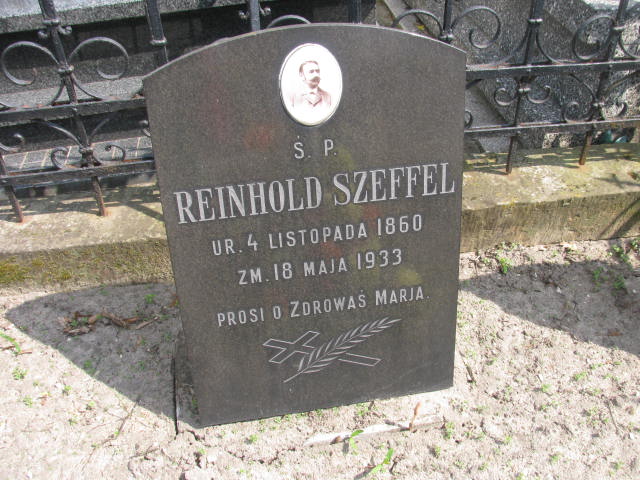 Ś. P.
REINHOLD SZEFFEL
UR. 4 LISTOPADA 1860
ZM. 18 MAJA 1933
PROSI O ZDROWAŚ MARJA.